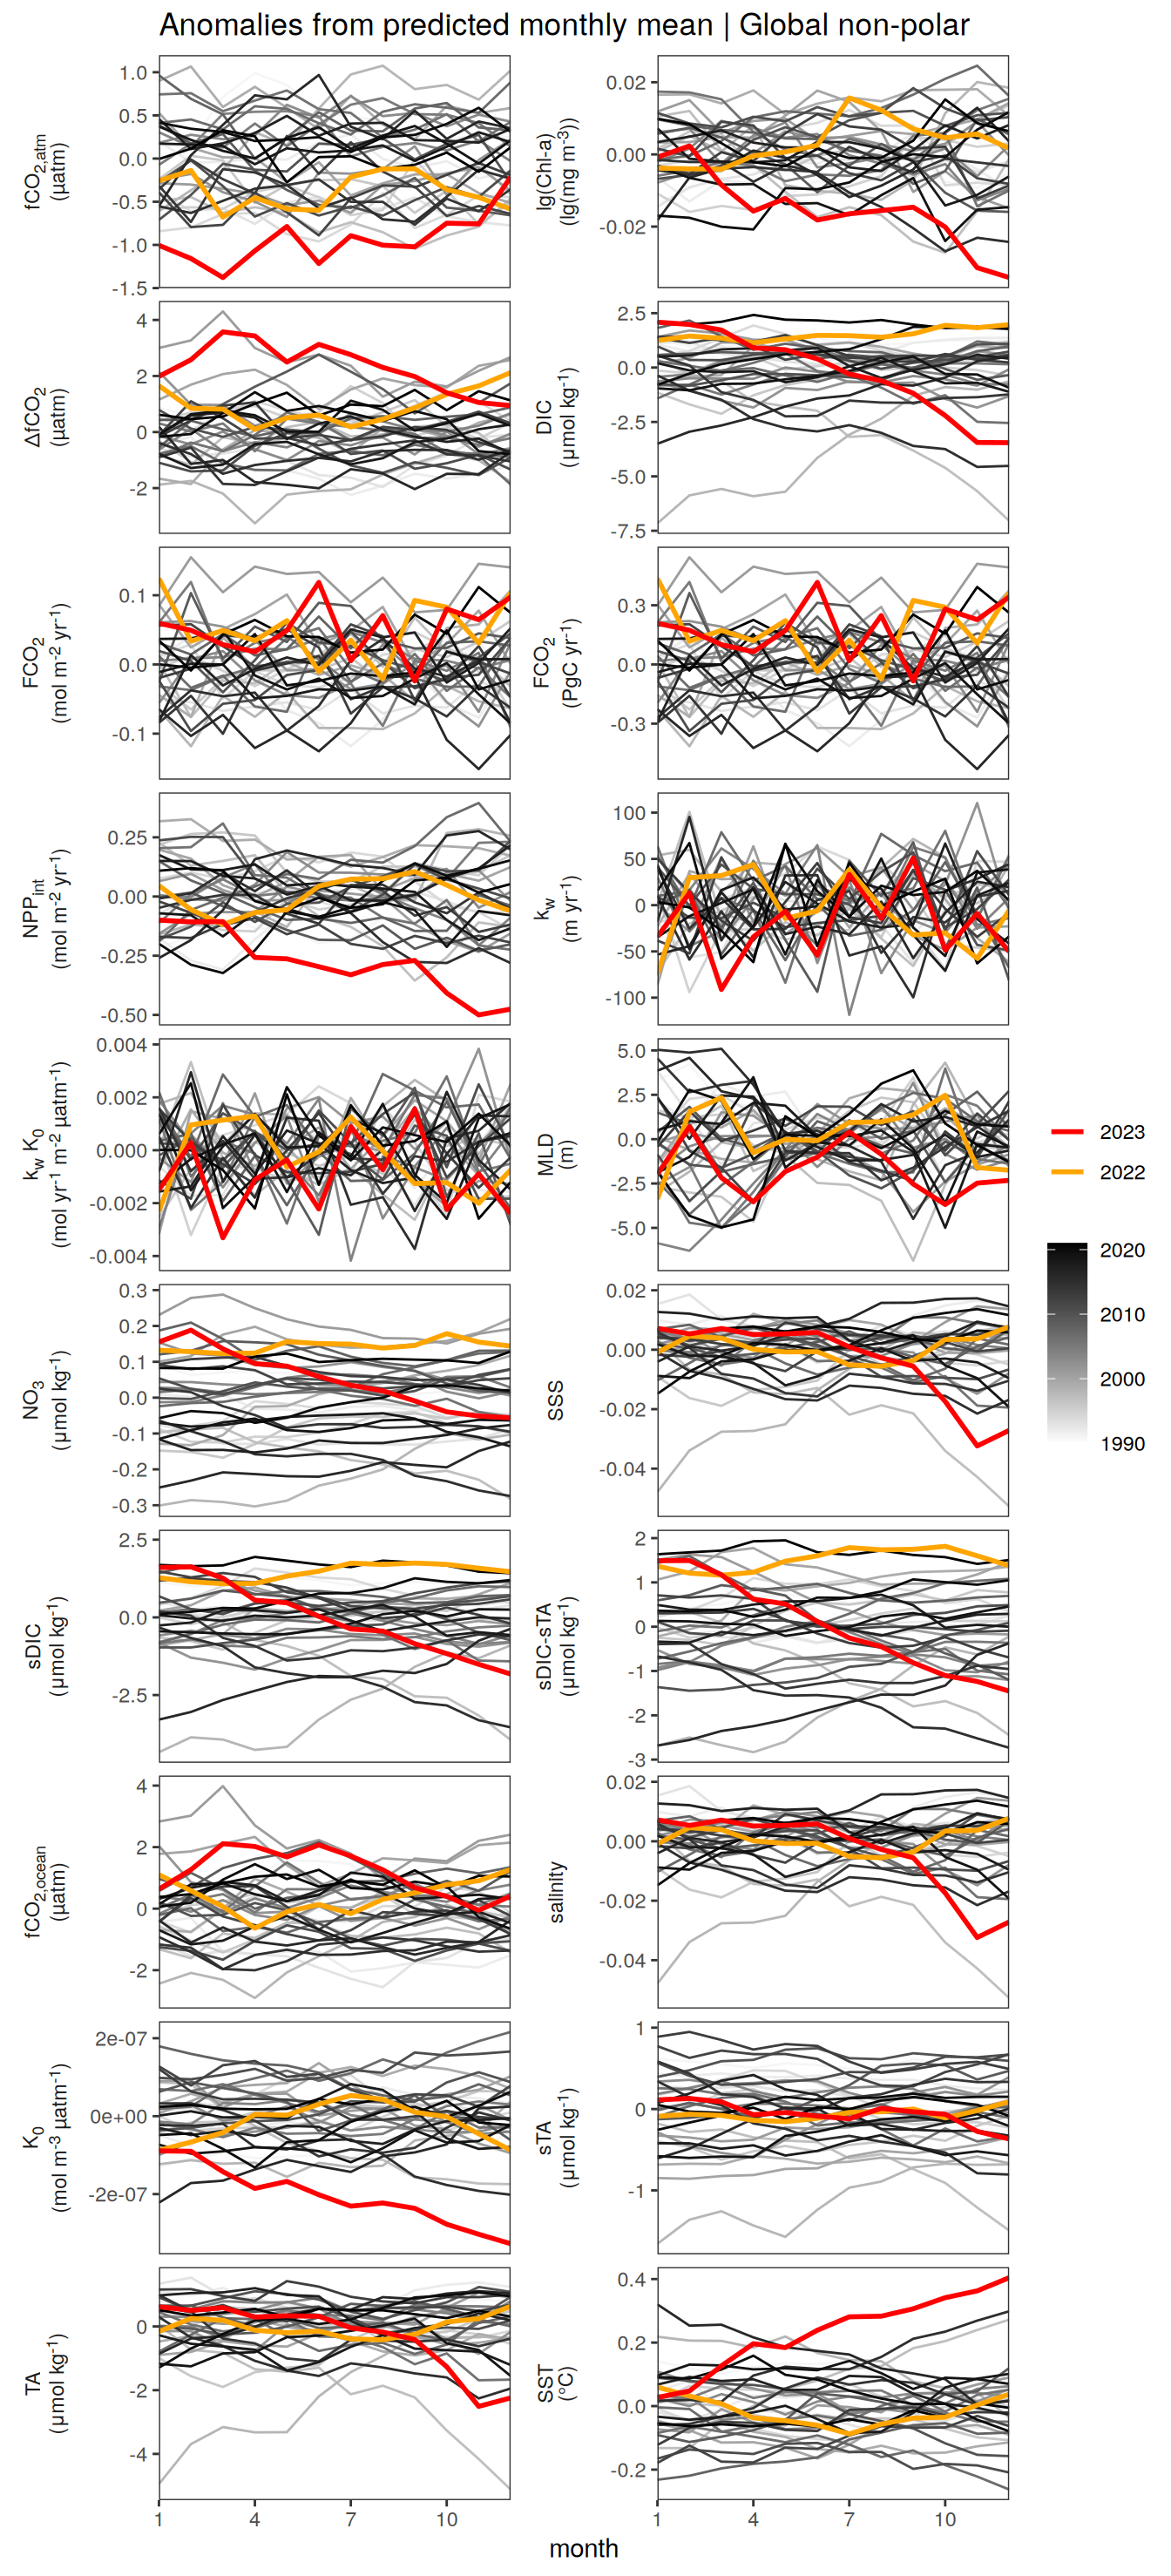 Anomalies from predicted monthly mean | Global non-polar
fCO2,atm
(µatm)
1.0
0.5
0.0
-0.5
-1.0
-1.5
lg(Chl-a)
(lg(mg m-3))
0.02
0.00
-0.02
ΔfCO2
(µatm)
4
2
0
-2
DIC
(µmol kg-1)
2.5
0.0
-2.5
-5.0
-7.5
FCO2
(mol m-2 yr-1)
0.1
0.0
-0.1
FCO2
(PgC yr-1)
0.3
0.0
-0.3
NPPint
(mol m-2 yr-1)
0.25
0.00
-0.25
-0.50
kw
(m yr-1)
100
50
0
-50
-100
kw K0
(mol yr-1 m-2 µatm-1)
0.004
0.002
0.000
-0.002
-0.004
MLD
(m)
5.0
2.5
0.0
-2.5
-5.0
NO3
(µmol kg-1)
0.3
0.2
0.1
0.0
-0.1
-0.2
-0.3
SSS
0.02
0.00
-0.02
-0.04
sDIC
(µmol kg-1)
2.5
0.0
-2.5
sDIC-sTA
(µmol kg-1)
2
1
0
-1
-2
-3
fCO2,ocean
(µatm)
4
2
0
-2
salinity
0.02
0.00
-0.02
-0.04
K0
(mol m-3 µatm-1)
2e-07
0e+00
-2e-07
sTA
(µmol kg-1)
1
0
-1
TA
(µmol kg-1)
0
-2
-4
SST
(°C)
0.4
0.2
0.0
-0.2
1 4 7 10
1 4 7 10
month
2023
2022
2020
2010
2000
1990